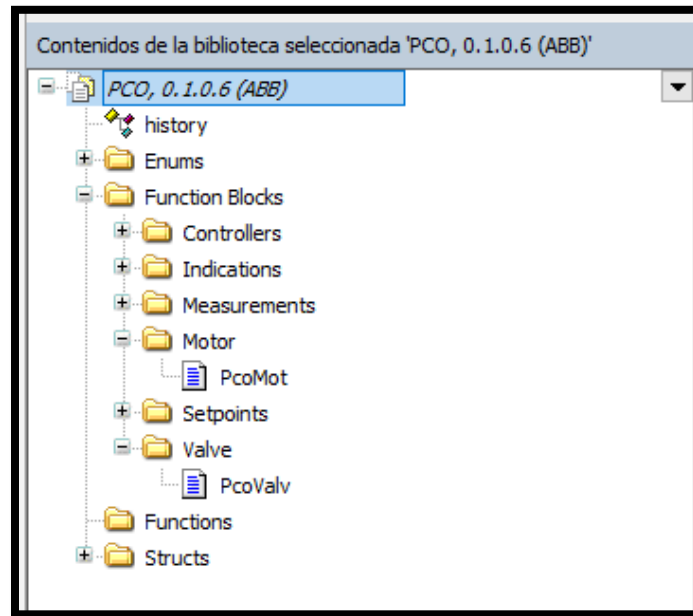 Contenidos de la biblioteca seleccionada 'PCO, 0.1.0.6 (ABB)'
PCO, 0.1.0.6 (ABB)
history
Enums
Function Blocks
Controllers
Indications
Measurements
Motor
PcoMot
Setpoints
Valve
PcoValv
Functions
Structs